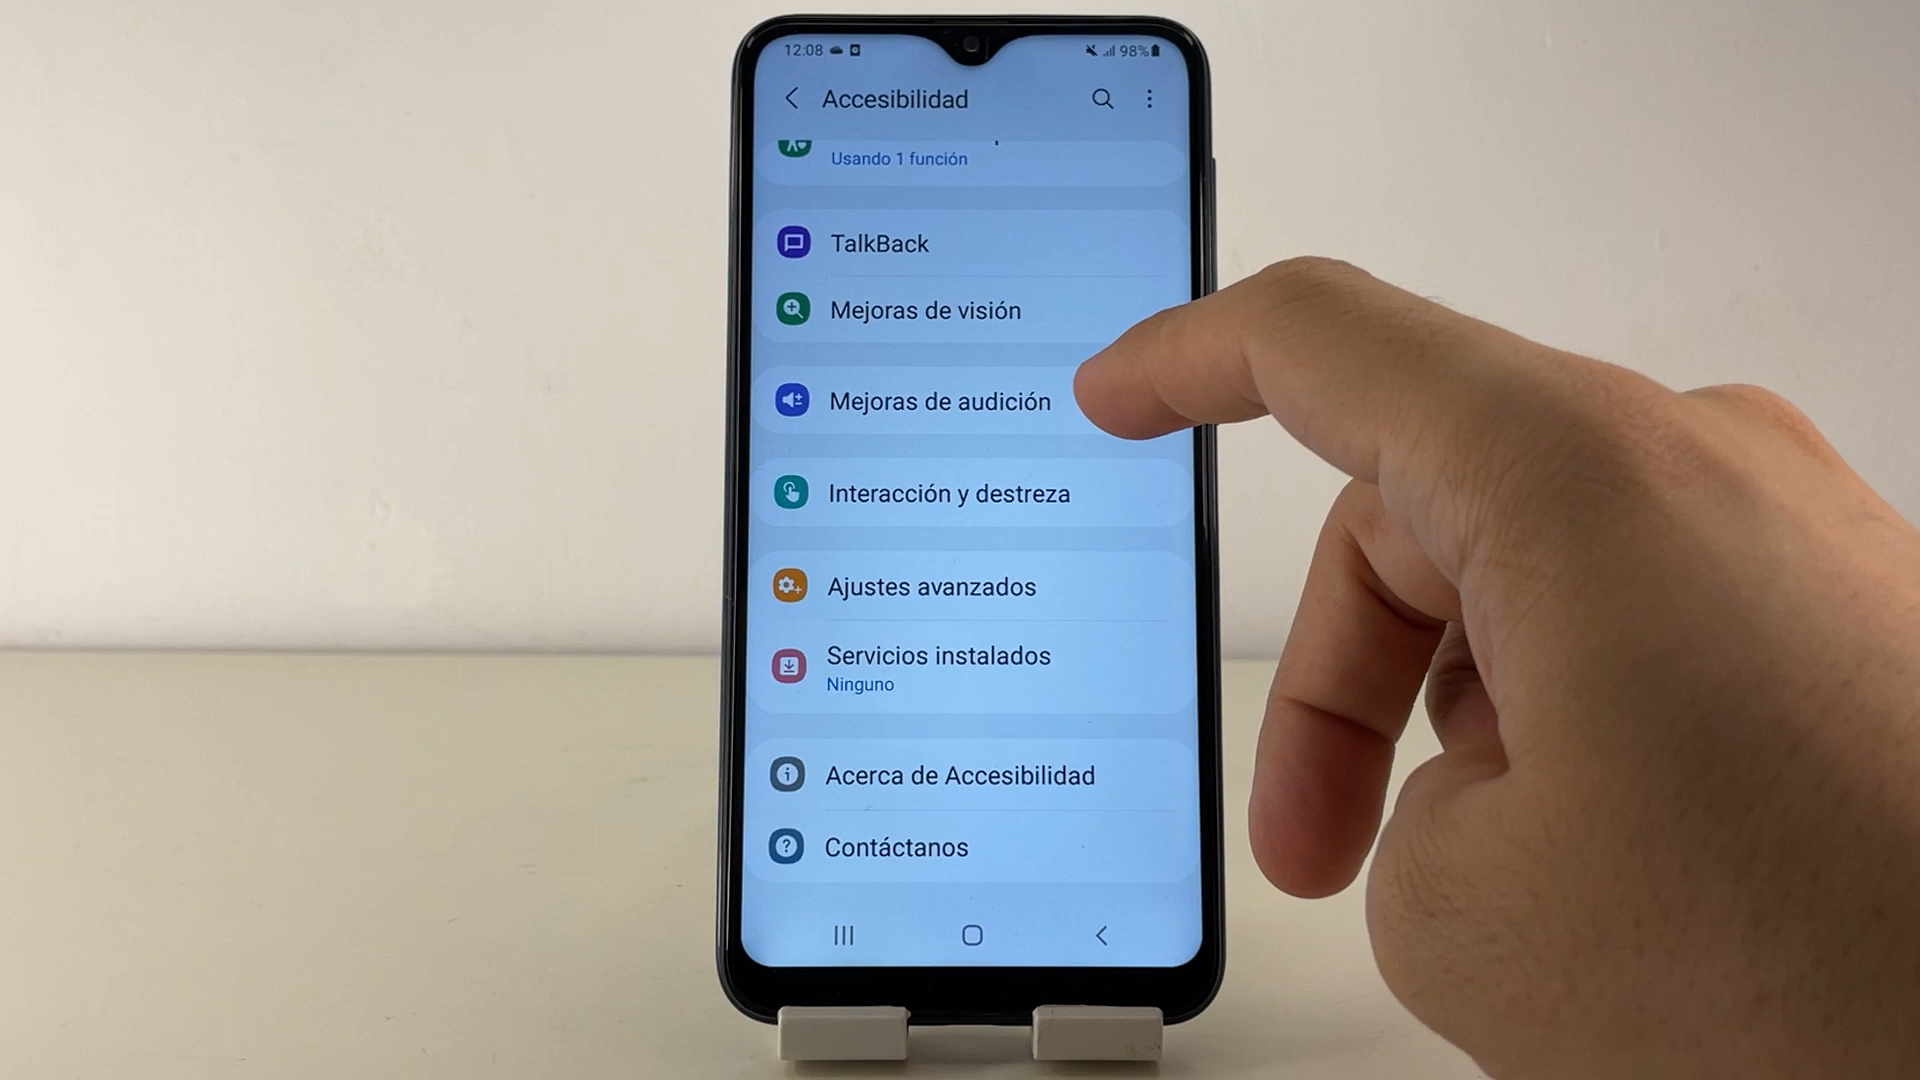 12:08 98%
Accesibilidad
Usando 1 función
TalkBack
Mejoras de visión
Mejoras de audición
Interacción y destreza
Ajustes avanzados
Servicios instalados
Ninguno
Acerca de Accesibilidad
Contáctanos